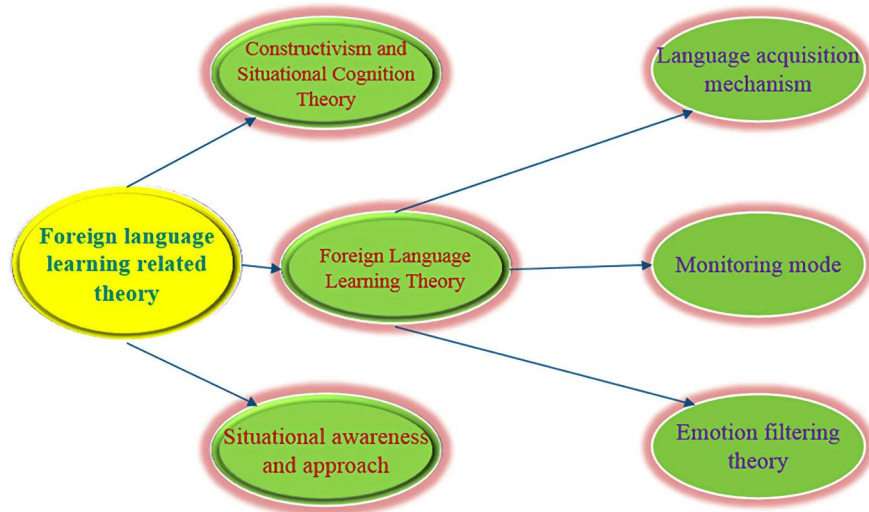 Constructivism and
Situational Cognition
Theory
Language acquisition
mechanism
Foreign language
learning related
theory
Foreign Language
Learning Theory
Monitoring mode
Situational awareness
and approach
Emotion filtering
theory